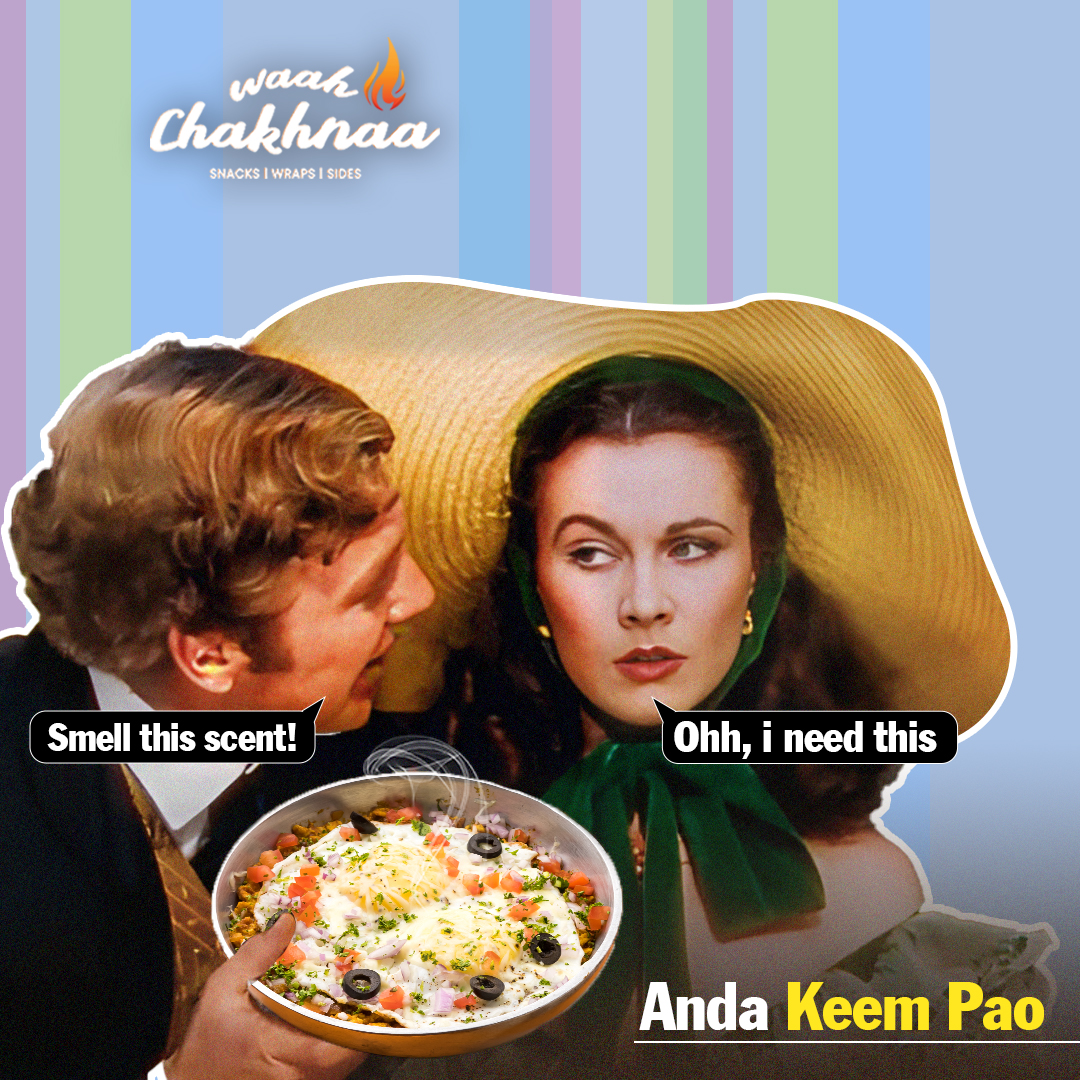 waah
Chakhnaa
SNACKS | WRAPS | SIDES
Smell this scent!
Ohh, i need this
Anda Keem Pao